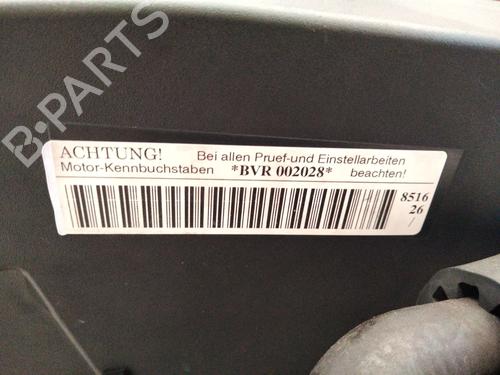 B-PARTS
ACHTUNG! Bei allen Pruef-und Einstellarbeiten
Motor-Kennbuchstaben *BVR 002028* beachten!
8516
26
/